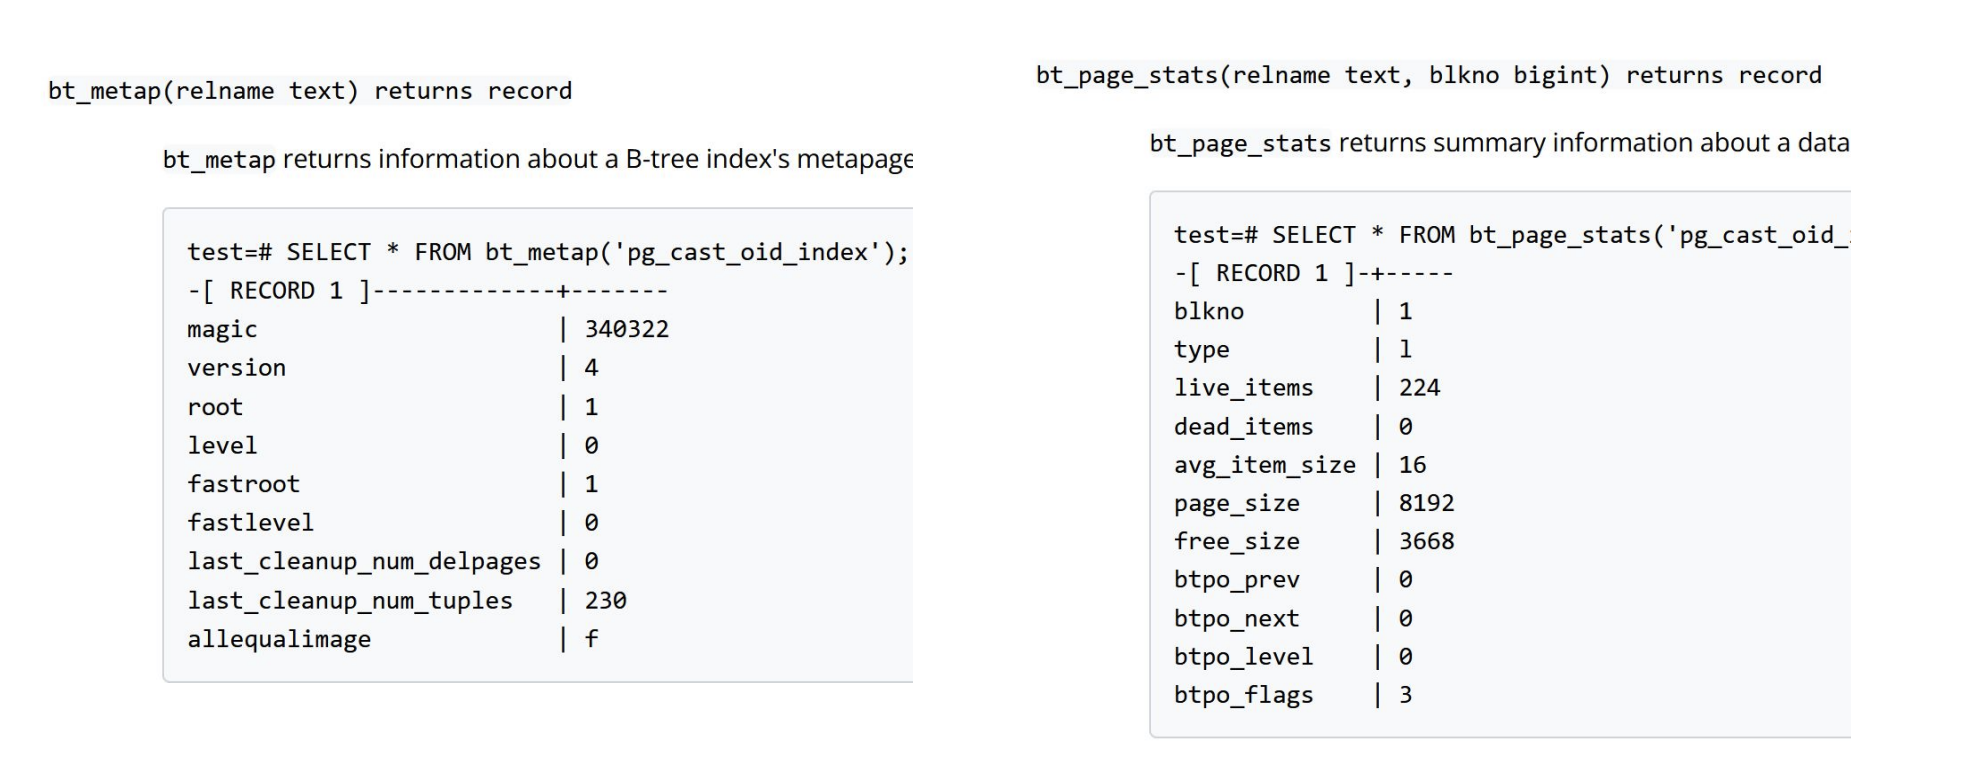 bt_metap(relname text) returns record
bt_metap returns information about a B-tree index's metapage
test=# SELECT * FROM bt_metap('pg_cast_oid_index');
-[ RECORD 1 ]-------------+-------
magic                     | 340322
version                   | 4
root                      | 1
level                     | 0
fastroot                  | 1
fastlevel                 | 0
last_cleanup_num_delpages | 0
last_cleanup_num_tuples   | 230
allequalimage             | f
bt_page_stats(relname text, blkno bigint) returns record
bt_page_stats returns summary information about a data
test=# SELECT * FROM bt_page_stats('pg_cast_oid_
-[ RECORD 1 ]-+-----
blkno         | 1
type          | l
live_items    | 224
dead_items    | 0
avg_item_size | 16
page_size     | 8192
free_size     | 3668
btpo_prev     | 0
btpo_next     | 0
btpo_level    | 0
btpo_flags    | 3